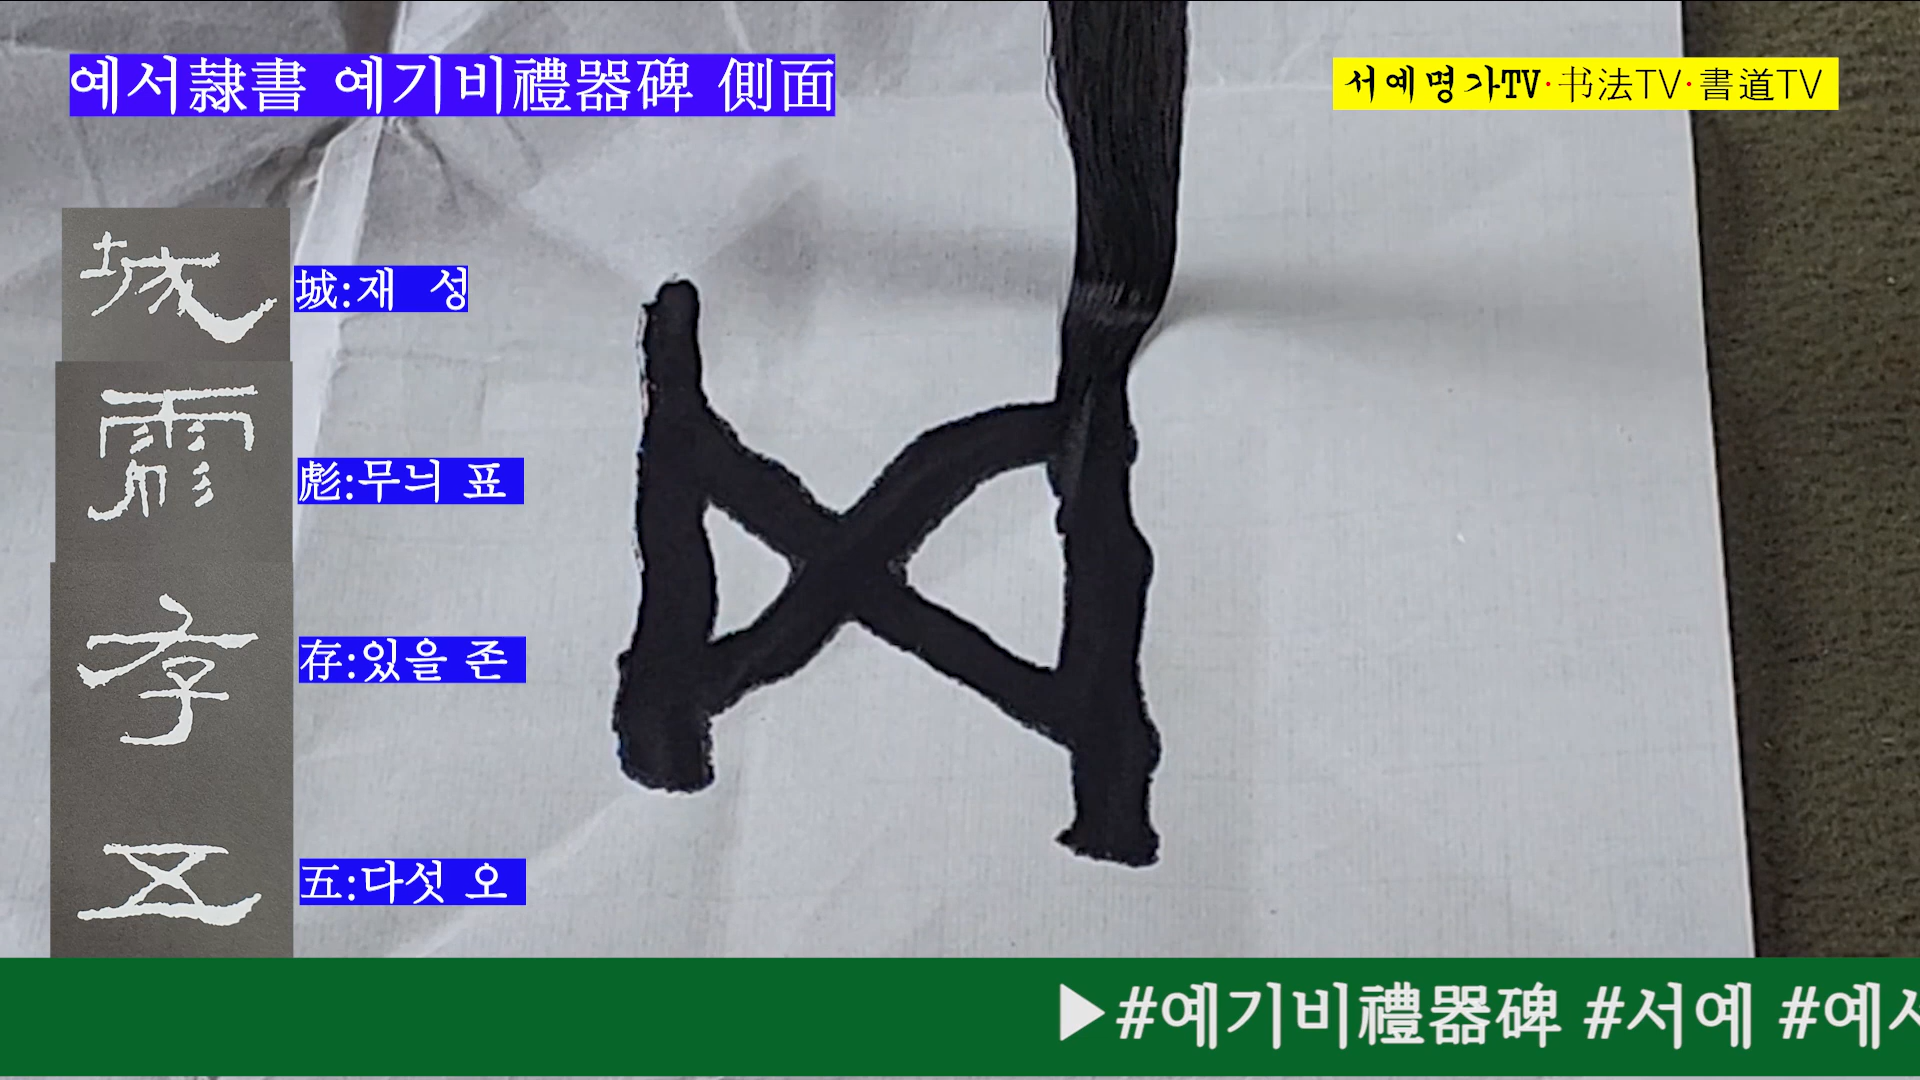 예서隸書 예기비禮器碑 側面
서예명가TV·书法TV·書道TV
城
城:재 성
彪
彪:무늬 표
存
存:있을 존
五
五:다섯 오
五
▶#예기비禮器碑 #서예 #예서